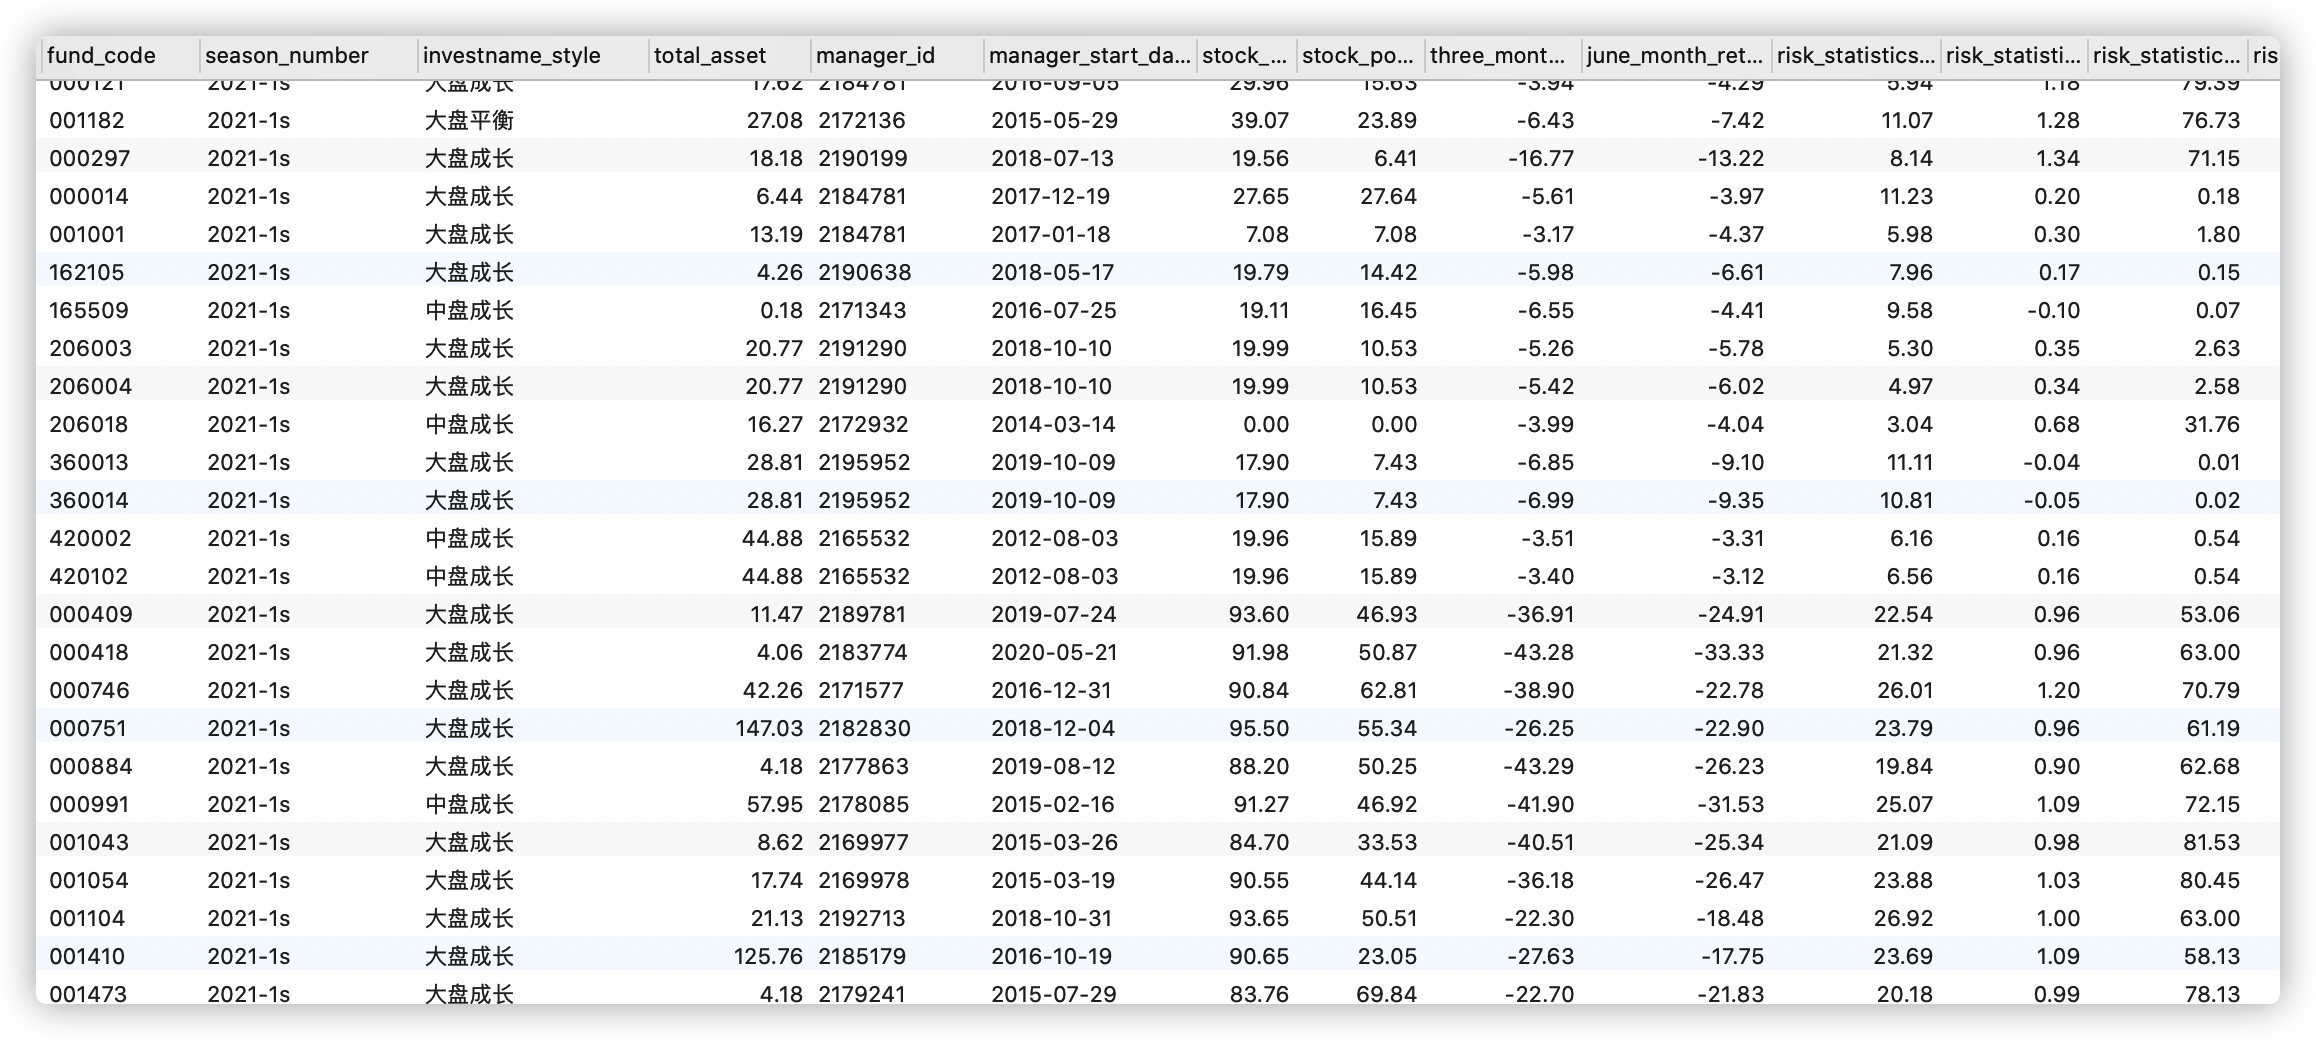 fund_code season_number investname_style total_asset manager_id manager_start_da... stock_... stock_po... three_mont... june_month_ret... risk_statistics... risk_statisti... risk_statistic... ris
000121 2021-1s 大盘成长 17.62 2184781 2016-09-05 29.96 15.63 -3.94 -4.29 5.94 1.18 79.39
001182 2021-1s 大盘平衡 27.08 2172136 2015-05-29 39.07 23.89 -6.43 -7.42 11.07 1.28 76.73
000297 2021-1s 大盘成长 18.18 2190199 2018-07-13 19.56 6.41 -16.77 -13.22 8.14 1.34 71.15
000014 2021-1s 大盘成长 6.44 2184781 2017-12-19 27.65 27.64 -5.61 -3.97 11.23 0.20 0.18
001001 2021-1s 大盘成长 13.19 2184781 2017-01-18 7.08 7.08 -3.17 -4.37 5.98 0.30 1.80
162105 2021-1s 大盘成长 4.26 2190638 2018-05-17 19.79 14.42 -5.98 -6.61 7.96 0.17 0.15
165509 2021-1s 中盘成长 0.18 2171343 2016-07-25 19.11 16.45 -6.55 -4.41 9.58 -0.10 0.07
206003 2021-1s 大盘成长 20.77 2191290 2018-10-10 19.99 10.53 -5.26 -5.78 5.30 0.35 2.63
206004 2021-1s 大盘成长 20.77 2191290 2018-10-10 19.99 10.53 -5.42 -6.02 4.97 0.34 2.58
206018 2021-1s 中盘成长 16.27 2172932 2014-03-14 0.00 0.00 -3.99 -4.04 3.04 0.68 31.76
360013 2021-1s 大盘成长 28.81 2195952 2019-10-09 17.90 7.43 -6.85 -9.10 11.11 -0.04 0.01
360014 2021-1s 大盘成长 28.81 2195952 2019-10-09 17.90 7.43 -6.99 -9.35 10.81 -0.05 0.02
420002 2021-1s 中盘成长 44.88 2165532 2012-08-03 19.96 15.89 -3.51 -3.31 6.16 0.16 0.54
420102 2021-1s 中盘成长 44.88 2165532 2012-08-03 19.96 15.89 -3.40 -3.12 6.56 0.16 0.54
000409 2021-1s 大盘成长 11.47 2189781 2019-07-24 93.60 46.93 -36.91 -24.91 22.54 0.96 53.06
000418 2021-1s 大盘成长 4.06 2183774 2020-05-21 91.98 50.87 -43.28 -33.33 21.32 0.96 63.00
000746 2021-1s 大盘成长 42.26 2171577 2016-12-31 90.84 62.81 -38.90 -22.78 26.01 1.20 70.79
000751 2021-1s 大盘成长 147.03 2182830 2018-12-04 95.50 55.34 -26.25 -22.90 23.79 0.96 61.19
000884 2021-1s 大盘成长 4.18 2177863 2019-08-12 88.20 50.25 -43.29 -26.23 19.84 0.90 62.68
000991 2021-1s 中盘成长 57.95 2178085 2015-02-16 91.27 46.92 -41.90 -31.53 25.07 1.09 72.15
001043 2021-1s 大盘成长 8.62 2169977 2015-03-26 84.70 33.53 -40.51 -25.34 21.09 0.98 81.53
001054 2021-1s 大盘成长 17.74 2169978 2015-03-19 90.55 44.14 -36.18 -26.47 23.88 1.03 80.45
001104 2021-1s 大盘成长 21.13 2192713 2018-10-31 93.65 50.51 -22.30 -18.48 26.92 1.00 63.00
001410 2021-1s 大盘成长 125.76 2185179 2016-10-19 90.65 23.05 -27.63 -17.75 23.69 1.09 58.13
001473 2021-1s 大盘成长 4.18 2179241 2015-07-29 83.76 69.84 -22.70 -21.83 20.18 0.99 78.13